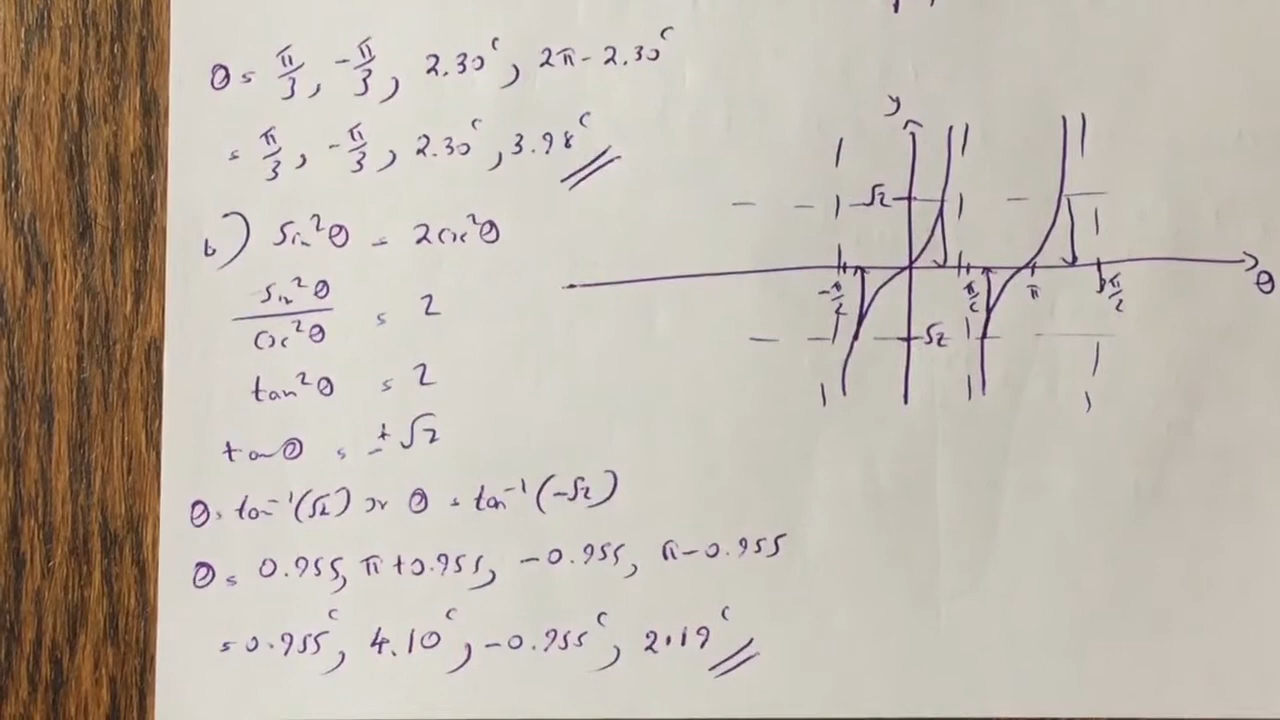 θ = π/3, -π/3, 2.30ᶜ, 2π - 2.30ᶜ
= π/3, -π/3, 2.30ᶜ, 3.98ᶜ
b) Sin²θ = 2cos²θ
Sin²θ/cos²θ = 2
tan²θ = 2
tanθ = ±√2
θ = tan⁻¹(√2) or θ = tan⁻¹(-√2)
θ = 0.955, π + 0.955, -0.955, π - 0.955
= 0.955ᶜ, 4.10ᶜ, -0.955ᶜ, 2.19ᶜ
y
√2
-π/2
π/2
π
θ
√2